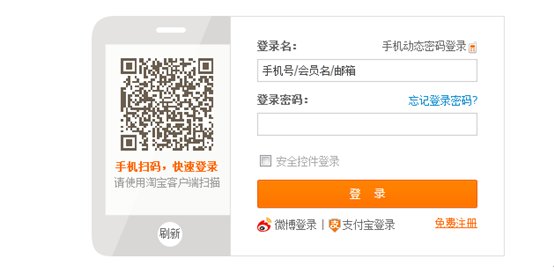 手机扫码，快速登录
请使用淘宝客户端扫描
刷新
登录名： 手机动态密码登录
手机号/会员名/邮箱
登录密码： 忘记登录密码?
安全控件登录
登 录
微博登录 | 支付宝登录 免费注册